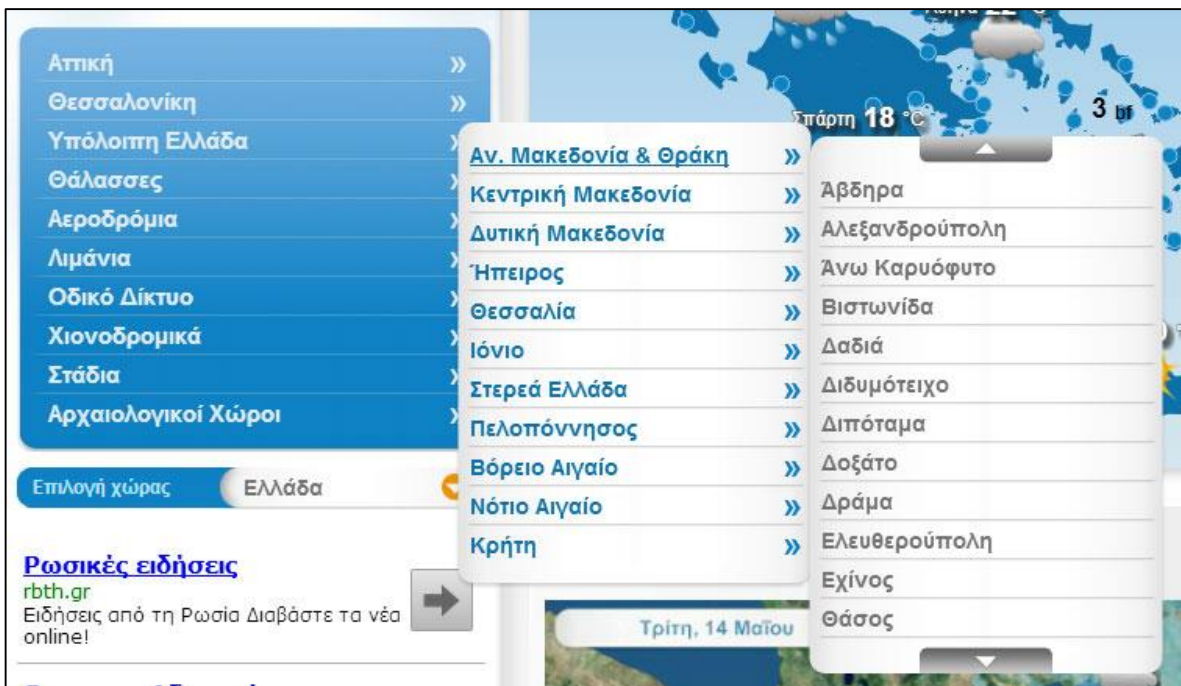 Αθήνα 22 °C
Αττική
Θεσσαλονίκη
Υπόλοιπη Ελλάδα
Θάλασσες
Αεροδρόμια
Λιμάνια
Οδικό Δίκτυο
Χιονοδρομικά
Στάδια
Αρχαιολογικοί Χώροι
Επιλογή χώρας
Ελλάδα
Ρωσικές ειδήσεις
rbth.gr
Ειδήσεις από τη Ρωσία Διαβάστε τα νέα
online!
Σπάρτη 18 °C
3 bf
Αν. Μακεδονία & Θράκη
Κεντρική Μακεδονία
Δυτική Μακεδονία
Ήπειρος
Θεσσαλία
Ιόνιο
Στερεά Ελλάδα
Πελοπόννησος
Βόρειο Αιγαίο
Νότιο Αιγαίο
Κρήτη
Άβδηρα
Αλεξανδρούπολη
Άνω Καρυόφυτο
Βιστωνίδα
Δαδιά
Διδυμότειχο
Διπόταμα
Δοξάτο
Δράμα
Ελευθερούπολη
Εχίνος
Θάσος
Τρίτη, 14 Μαΐου